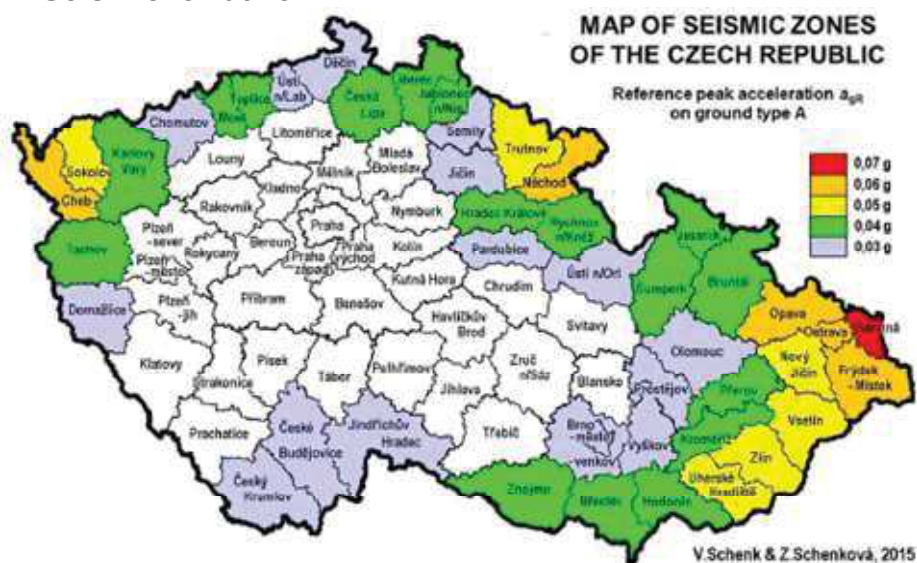 MAP OF SEISMIC ZONES
OF THE CZECH REPUBLIC
Reference peak acceleration a_gR
on ground type A
0,07 g
0,06 g
0,05 g
0,04 g
0,03 g
Děčín
Ústí
n/Lab
Teplice
Most
Česká
Lípa
Liberec
Jablonec
n/Nis
Chomutov
Litoměřice
Semily
Trutnov
Karlovy
Vary
Sokolov
Louny
Mělník
Mladá
Boleslav
Jičín
Náchod
Cheb
Rakovník
Kladno
Nymburk
Hradec Králové
Rychnov
n/Kněž
Jeseník
Tachov
Plzeň
-sever
Beroun
Praha
Praha
východ
Praha
západ
Kolín
Pardubice
Plzeň
-město
Rokycany
Kutná Hora
Chrudim
Ústí n/Orl
Šumperk
Bruntál
Domažlice
Plzeň
-jih
Příbram
Benešov
Havlíčkův
Brod
Svitavy
Opava
Ostrava
Karviná
Klatovy
Strakonice
Písek
Tábor
Pelhřimov
Jihlava
Zruč
n/Sáz
Blansko
Olomouc
Prostějov
Nový
Jičín
Frýdek
-Místek
Přerov
Prachatice
České
Budějovice
Jindřichův
Hradec
Třebíč
Brno
-město
venkov
Vyškov
Kroměříž
Vsetín
Zlín
Český
Krumlov
Znojmo
Břeclav
Hodonín
Uherské
Hradiště
V.Schenk & Z.Schenková, 2015